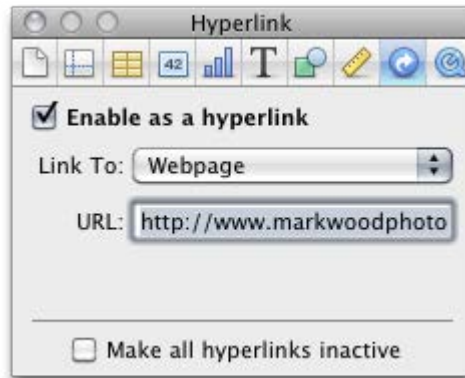 Hyperlink
42 T
Enable as a hyperlink
Link To: Webpage
URL: http://www.markwoodphoto
Make all hyperlinks inactive